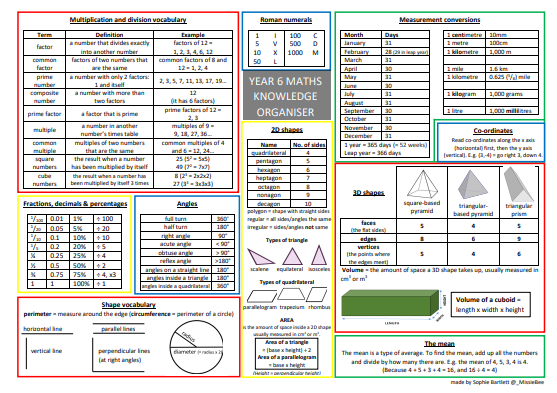 Multiplication and division vocabulary
Term Definition Example
factor a number that divides exactly into another number factors of 12 = 1, 2, 3, 4, 6, 12
common factor factors of two numbers that are the same common factors of 8 and 12 = 1, 2, 4
prime number a number with only 2 factors: 1 and itself 2, 3, 5, 7, 11, 13, 17, 19...
composite number a number with more than two factors 12 (it has 6 factors)
prime factor a factor that is prime prime factors of 12 = 2, 3
multiple a number in another number's times table multiples of 9 = 9, 18, 27, 36...
common multiple multiples of two numbers that are the same common multiples of 4 and 6 = 12, 24...
square numbers the result when a number has been multiplied by itself 25 (5² = 5x5) 49 (7² = 7x7)
cube numbers the result when a number has been multiplied by itself 3 times 8 (2³ = 2x2x2) 27 (3³ = 3x3x3)
Fractions, decimals & percentages
1/100 0.01 1% ÷ 100
1/20 0.05 5% ÷ 20
1/10 0.1 10% ÷ 10
1/5 0.2 20% ÷ 5
1/4 0.25 25% ÷ 4
1/2 0.5 50% ÷ 2
3/4 0.75 75% ÷ 4, x3
1 1 100% ÷ 1
Angles
full turn 360°
half turn 180°
right angle 90°
acute angle < 90°
obtuse angle > 90°
reflex angle >180°
angles on a straight line 180°
angles inside a triangle 180°
angles inside a quadrilateral 360°
Shape vocabulary
perimeter = measure around the edge (circumference = perimeter of a circle)
horizontal line
parallel lines
vertical line
perpendicular lines
(at right angles)
radius
diameter (= radius x 2)
Roman numerals
1 I 100 C
5 V 500 D
10 X 1000 M
50 L
YEAR 6 MATHS
KNOWLEDGE
ORGANISER
2D shapes
Name No. of sides
quadrilateral 4
pentagon 5
hexagon 6
heptagon 7
octagon 8
nonagon 9
decagon 10
polygon = shape with straight sides
regular = all sides/angles the same
irregular = sides/angles not same
Types of triangle
scalene equilateral isosceles
Types of quadrilateral
parallelogram trapezium rhombus
AREA
is the amount of space inside a 2D shape
usually measured in cm² or m².
Area of a triangle
= (base x height) ÷ 2
Area of a parallelogram
= base x height
(Height = perpendicular height)
Measurement conversions
Month Days
January 31
February 28 (29 in leap year)
March 31
April 30
May 31
June 30
July 31
August 31
September 30
October 31
November 30
December 31
1 year = 365 days (= 52 weeks)
Leap year = 366 days
1 centimetre 10mm
1 metre 100cm
1 kilometre 1,000 m
1 mile 1.6 km
1 kilometre 0.625 (5/8) mile
1 kilogram 1,000 grams
1 litre 1,000 millilitres
Co-ordinates
Read co-ordinates along the x axis
(horizontal) first, then the y axis
(vertical). E.g. (3,-4) = go right 3, down 4.
3D shapes
square-based pyramid triangular-based pyramid triangular prism
faces (the flat sides) 5 4 5
edges 8 6 9
vertices (the points where the edges meet) 5 4 6
Volume = the amount of space a 3D shape takes up, usually measured in
cm³ or m³
LENGTH
Volume of a cuboid =
length x width x height
The mean
The mean is a type of average. To find the mean, add up all the numbers
and divide by how many there are. E.g. the mean of 4, 5, 3, 4 is 4.
(Because 4 + 5 + 3 + 4 = 16, and 16 ÷ 4 = 4)
made by Sophie Bartlett @_MissieBee